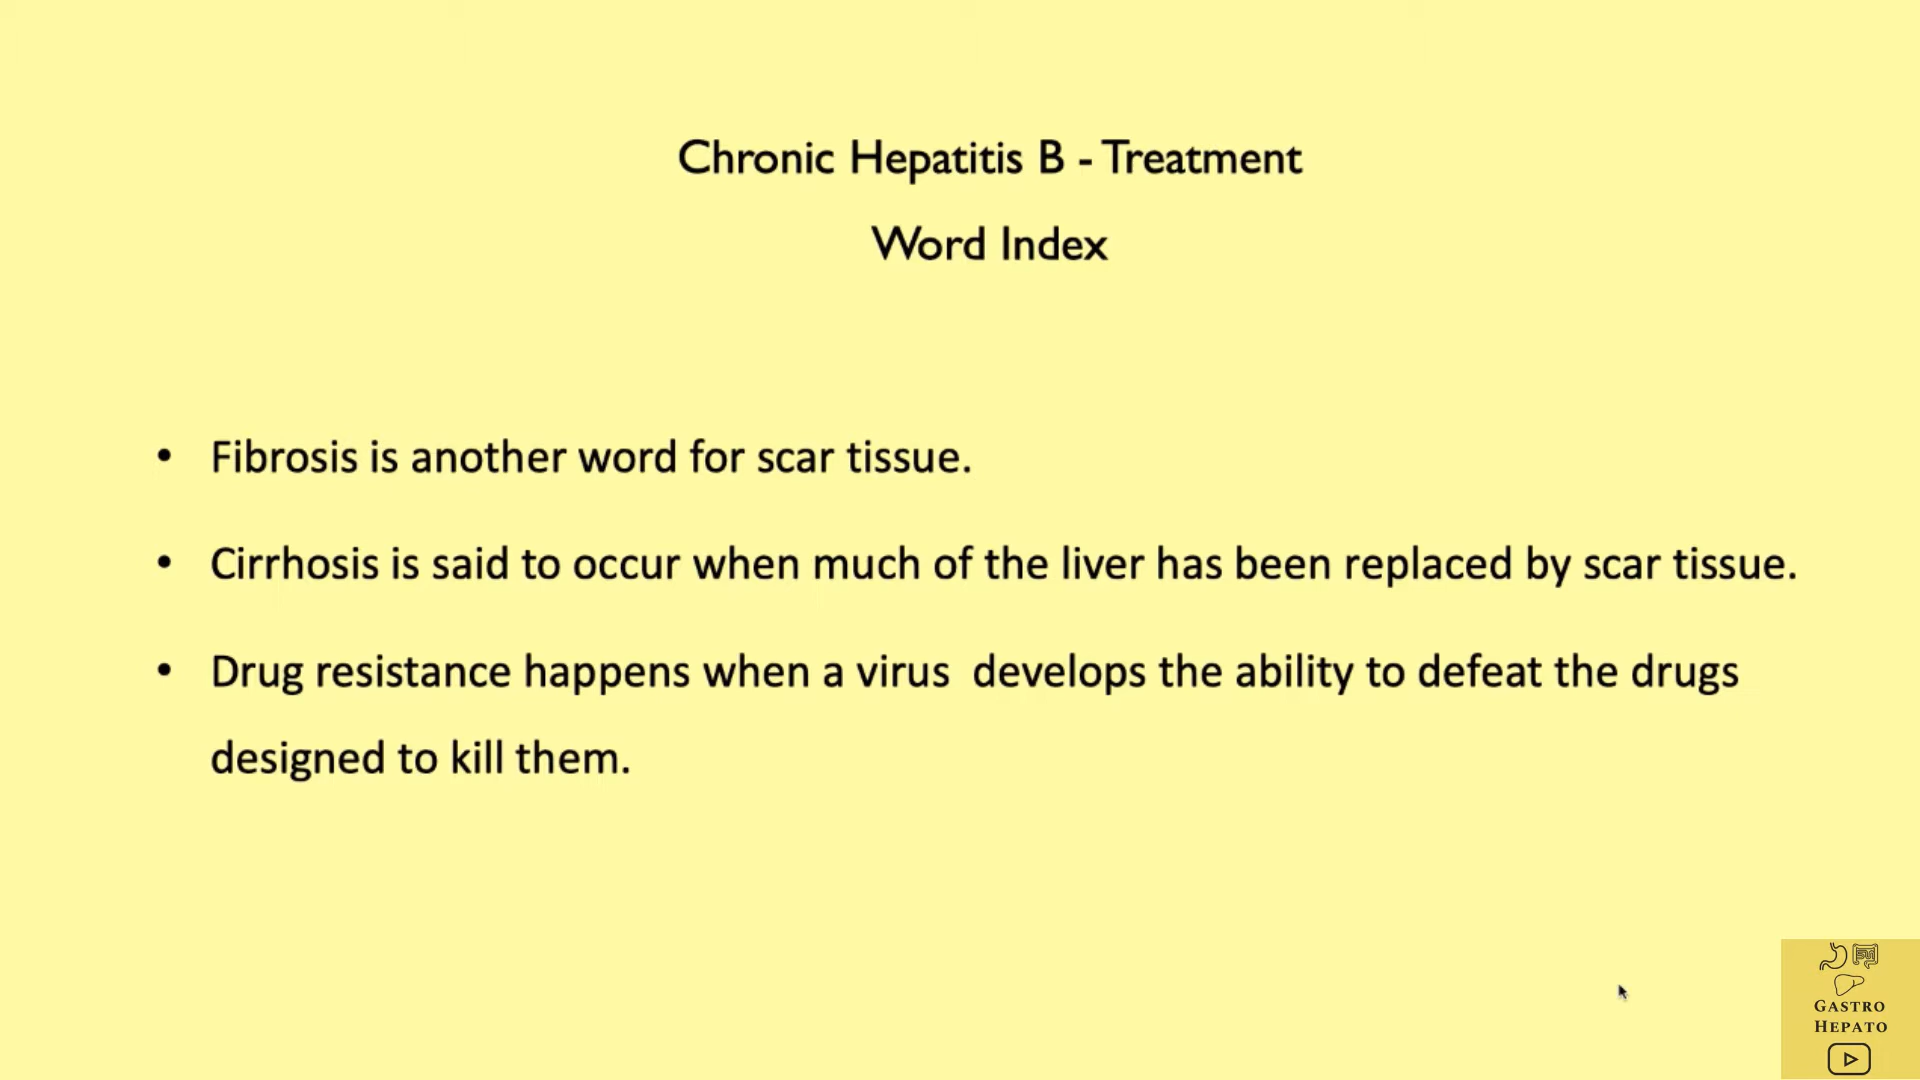 Chronic Hepatitis B - Treatment
Word Index
• Fibrosis is another word for scar tissue.
• Cirrhosis is said to occur when much of the liver has been replaced by scar tissue.
• Drug resistance happens when a virus  develops the ability to defeat the drugs
designed to kill them.
GASTRO
HEPATO